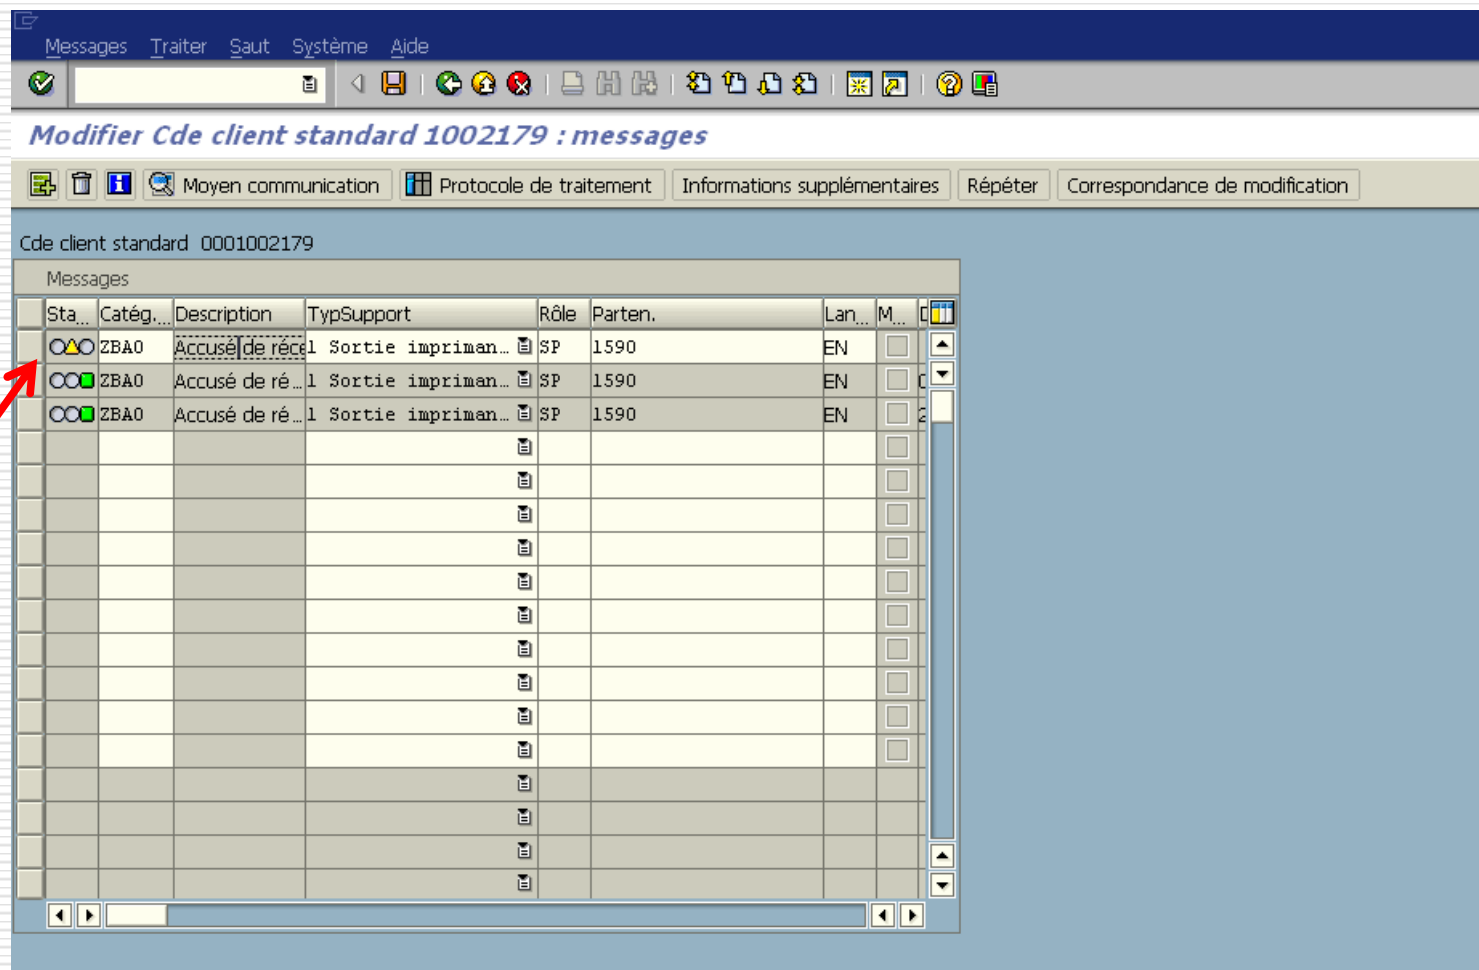 Messages Traiter Saut Système Aide
Modifier Cde client standard 1002179 : messages
Moyen communication Protocole de traitement Informations supplémentaires Répéter Correspondance de modification
Cde client standard 0001002179
Messages
Sta... Catég... Description TypSupport Rôle Parten. Lan... M...
ZBA0 Accusé de réce 1 Sortie impriman... SP 1590 EN
ZBA0 Accusé de ré... 1 Sortie impriman... SP 1590 EN
ZBA0 Accusé de ré... 1 Sortie impriman... SP 1590 EN